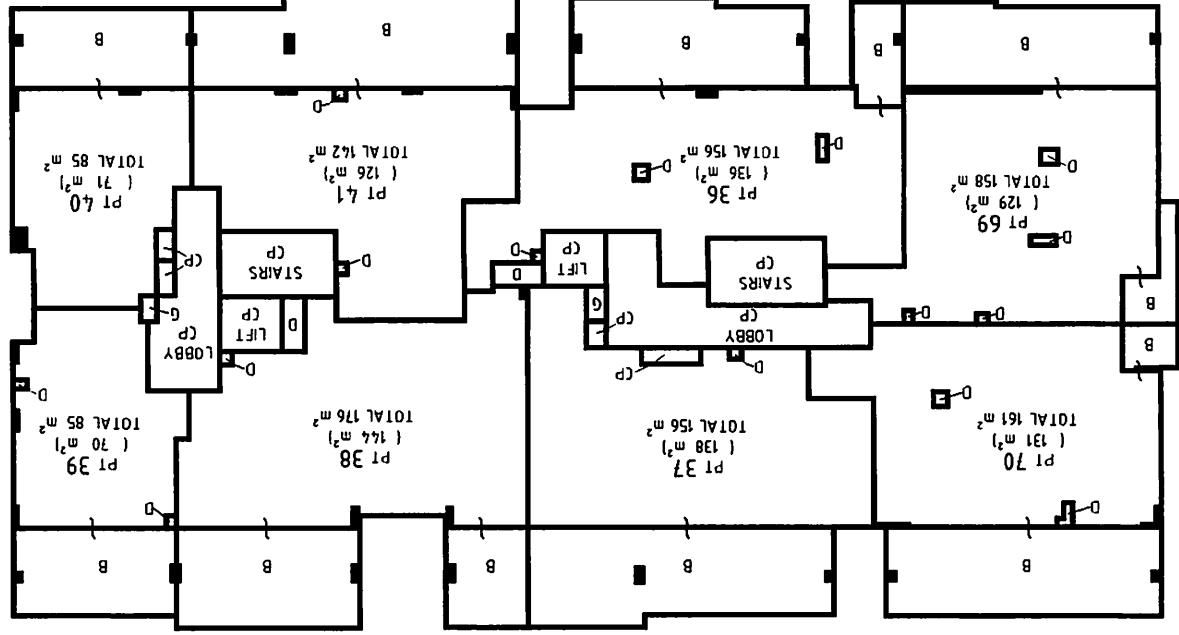 B
B
B
B
B
D
D
PT 70
( 131 m²)
TOTAL 161 m²
PT 37
( 138 m²)
TOTAL 156 m²
PT 38
( 144 m²)
TOTAL 176 m²
PT 39
( 70 m²)
TOTAL 85 m²
D
D
CP
D
D
B
LOBBY
CP
CP
G
LOBBY
CP
D
LIFT
CP
G
B
D
D
STAIRS
CP
D
LIFT
CP
D
D
STAIRS
CP
CP
D
PT 69
( 129 m²)
TOTAL 158 m²
D
PT 36
( 136 m²)
TOTAL 156 m²
D
D
PT 41
( 126 m²)
TOTAL 142 m²
D
PT 40
( 71 m²)
TOTAL 85 m²
B
B
B
B
B